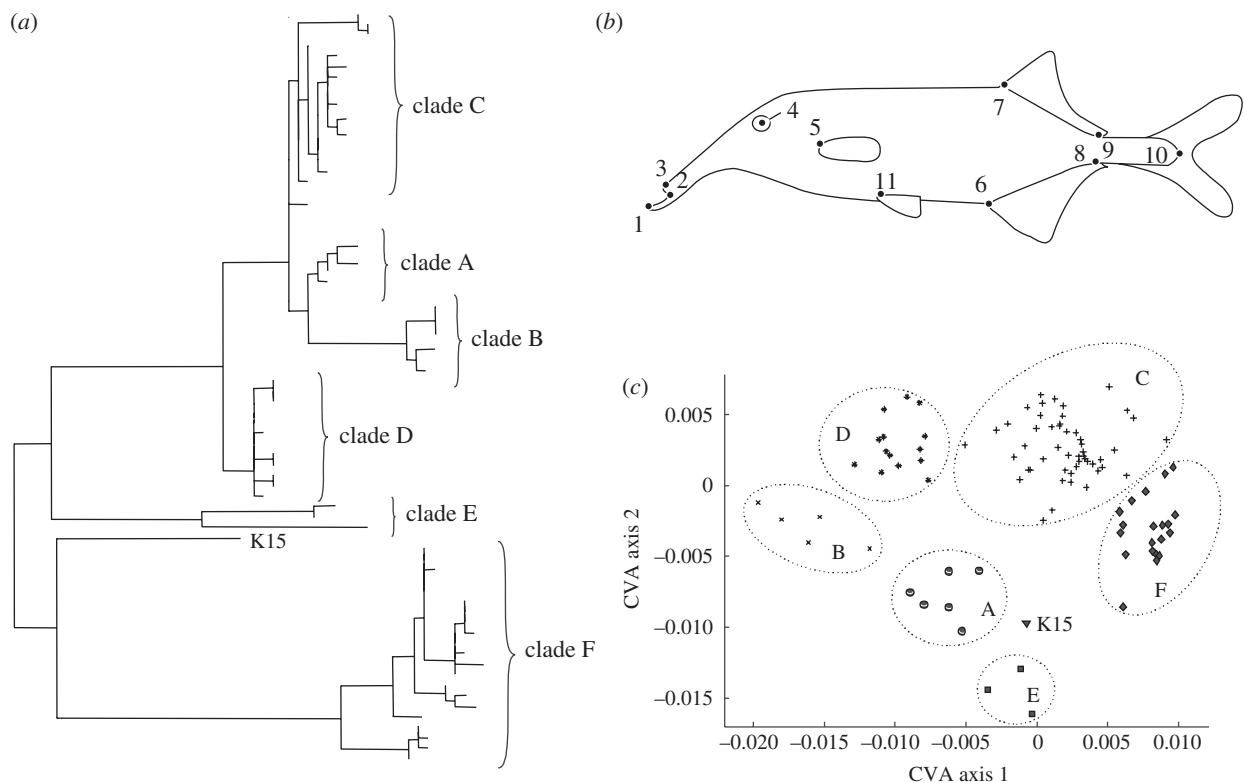 (a)
clade C
clade A
clade B
clade D
clade E
K15
clade F
(b)
1
2
3
4
5
6
7
8
9
10
11
(c)
CVA axis 2
0.005
0
–0.005
–0.010
–0.015
D
C
B
A
F
K15
E
–0.020 –0.015 –0.010 –0.005 0 0.005 0.010
CVA axis 1